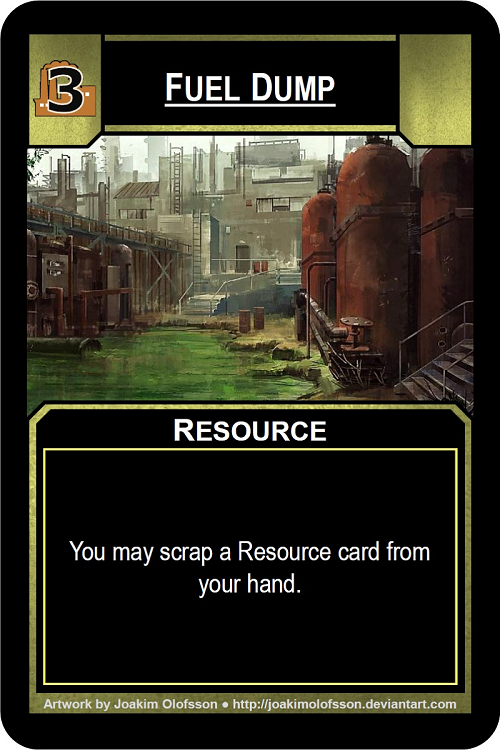 3
FUEL DUMP
RESOURCE
You may scrap a Resource card from
your hand.
Artwork by Joakim Olofsson ● http://joakimolofsson.deviantart.com